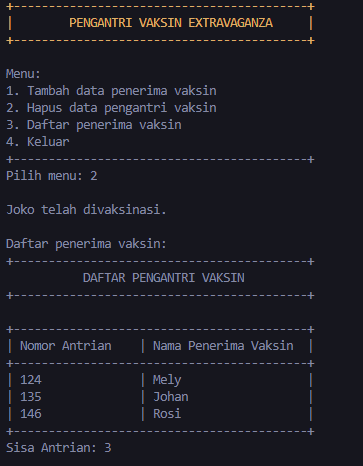 +------------------------------------------+
|        PENGANTRI VAKSIN EXTRAVAGANZA     |
+------------------------------------------+
Menu:
1. Tambah data penerima vaksin
2. Hapus data pengantri vaksin
3. Daftar penerima vaksin
4. Keluar
+------------------------------------------+
Pilih menu: 2
Joko telah divaksinasi.
Daftar penerima vaksin:
+------------------------------------------+
           DAFTAR PENGANTRI VAKSIN
+------------------------------------------+
+------------------------------------------+
| Nomor Antrian    | Nama Penerima Vaksin  |
+------------------------------------------+
| 124              | Mely                  |
| 135              | Johan                 |
| 146              | Rosi                  |
+------------------------------------------+
Sisa Antrian: 3